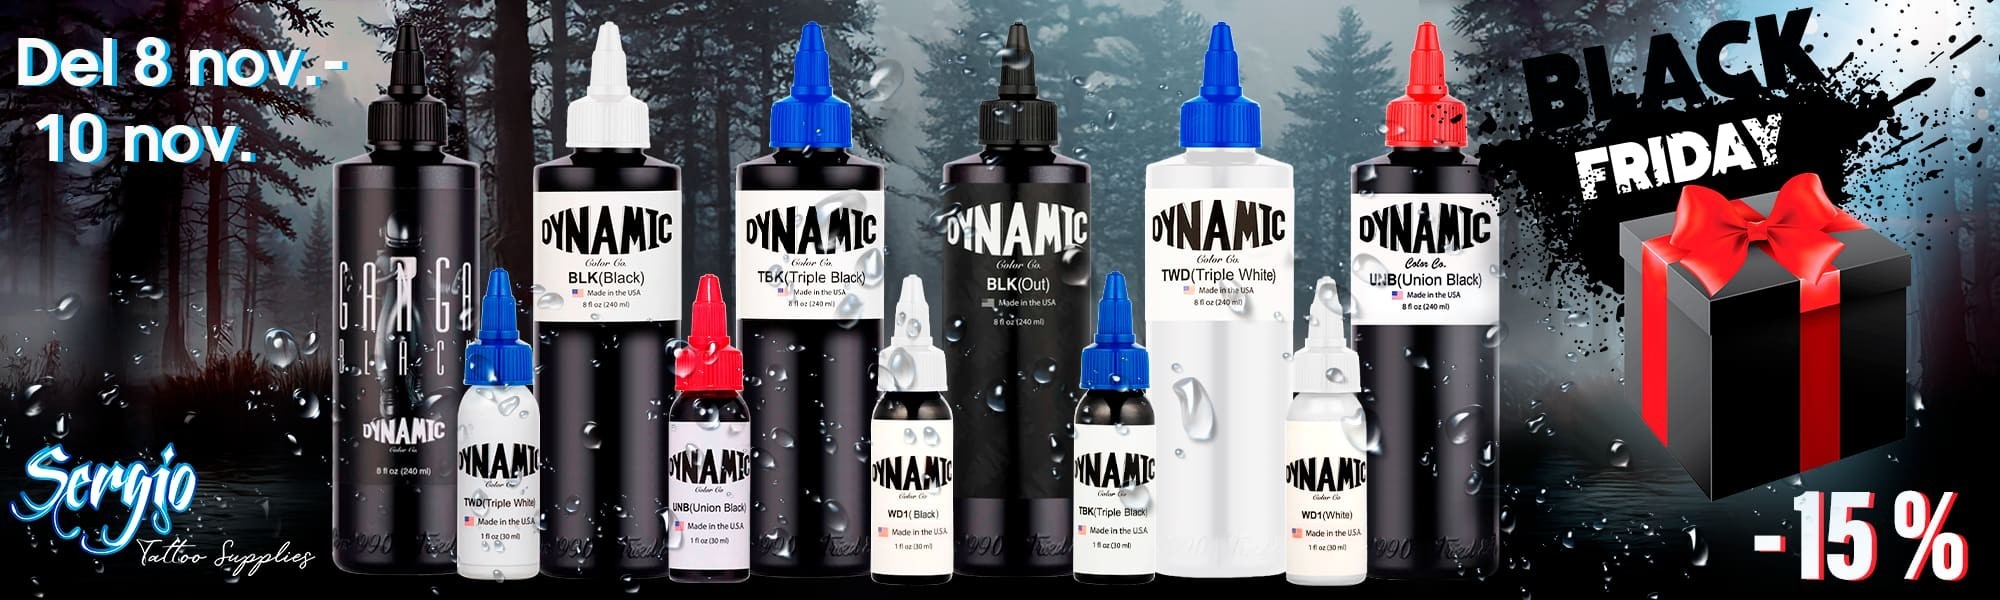 Del 8 nov.-
10 nov.
BLACK
FRIDAY
GANGA
BLACK
DYNAMIC
Color Co.
8 fl oz (240 ml)
DYNAMIC
Color Co.
BLK(Black)
Made in the USA
8 fl oz (240 ml)
DYNAMIC
Color Co.
TBK(Triple Black)
Made in the USA
8 fl oz (240 ml)
DYNAMIC
Color Co.
BLK(Out)
Made in the USA
8 fl oz (240 ml)
DYNAMIC
Color Co.
TWD(Triple White)
Made in the USA
8 fl oz (240 ml)
DYNAMIC
Color Co.
UNB(Union Black)
Made in the USA
8 fl oz (240 ml)
DYNAMIC
Color Co.
TWD(Triple White)
Made in the U.S.A.
1 fl oz (30 ml)
DYNAMIC
Color Co.
UNB(Union Black)
Made in the U.S.A.
1 fl oz (30 ml)
DYNAMIC
Color Co.
WD1( Black)
Made in the U.S.A.
1 fl oz (30 ml)
DYNAMIC
Color Co.
TBK(Triple Black)
Made in the U.S.A.
1 fl oz (30 ml)
DYNAMIC
Color Co.
WD1(White)
Made in the U.S.A.
1 fl oz (30 ml)
Sergio
Tattoo Supplies
-15 %